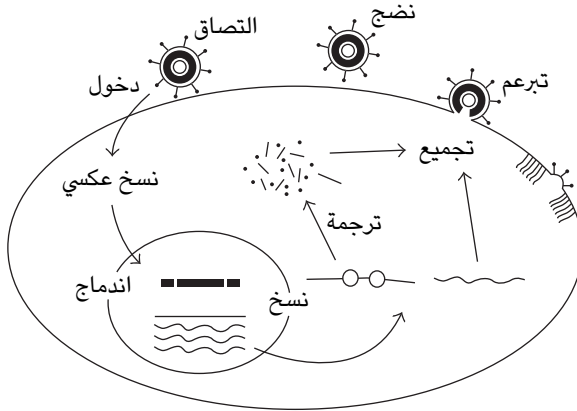 التصاق
نضج
تبرعم
دخول
تجميع
نسخ عكسي
ترجمة
اندماج
نسخ